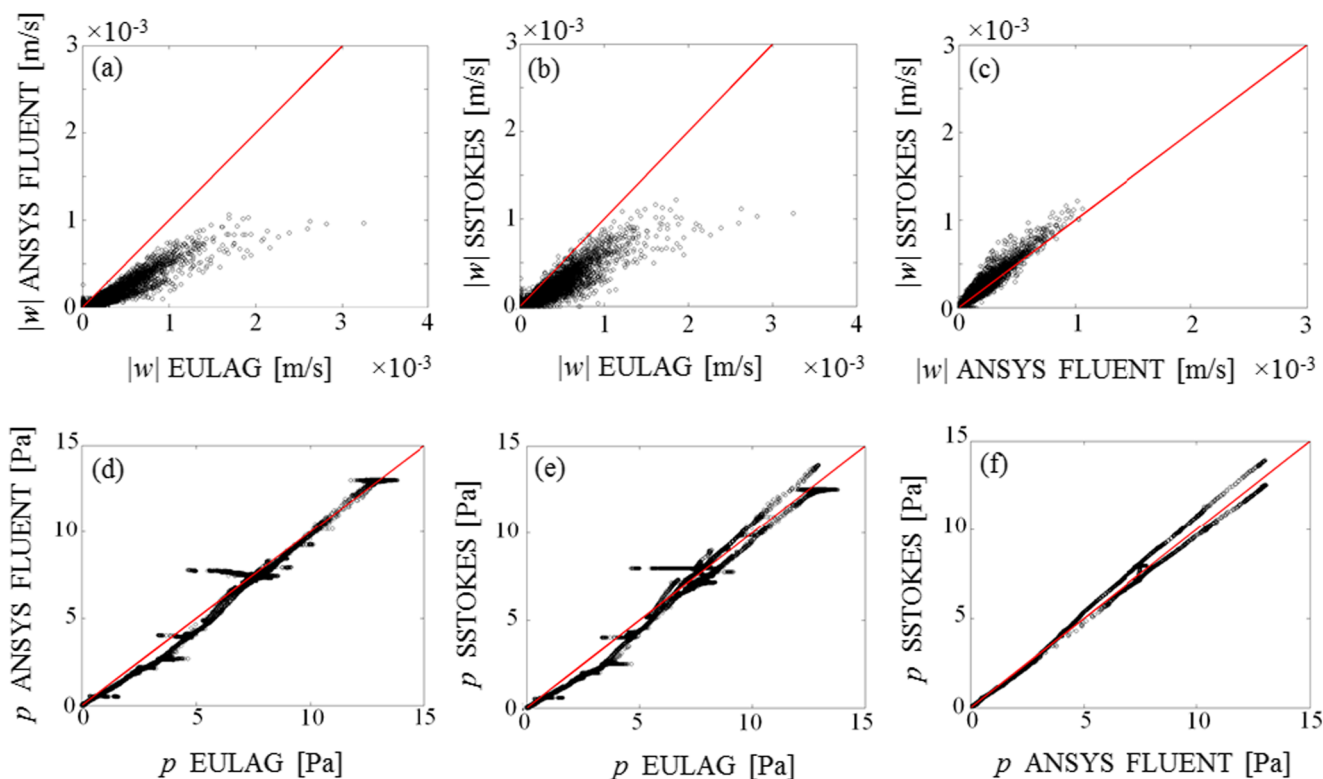 ×10-3
×10-3
×10-3
|w| ANSYS FLUENT [m/s]
3
2
1
0
(a)
0 1 2 3 4
|w| EULAG [m/s] ×10-3
|w| SSTOKES [m/s]
3
2
1
0
(b)
0 1 2 3 4
|w| EULAG [m/s] ×10-3
|w| SSTOKES [m/s]
3
2
1
0
(c)
0 1 2 3
|w| ANSYS FLUENT [m/s] ×10-3
p ANSYS FLUENT [Pa]
15
10
5
0
(d)
0 5 10 15
p EULAG [Pa]
p SSTOKES [Pa]
15
10
5
0
(e)
0 5 10 15
p EULAG [Pa]
p SSTOKES [Pa]
15
10
5
0
(f)
0 5 10 15
p ANSYS FLUENT [Pa]